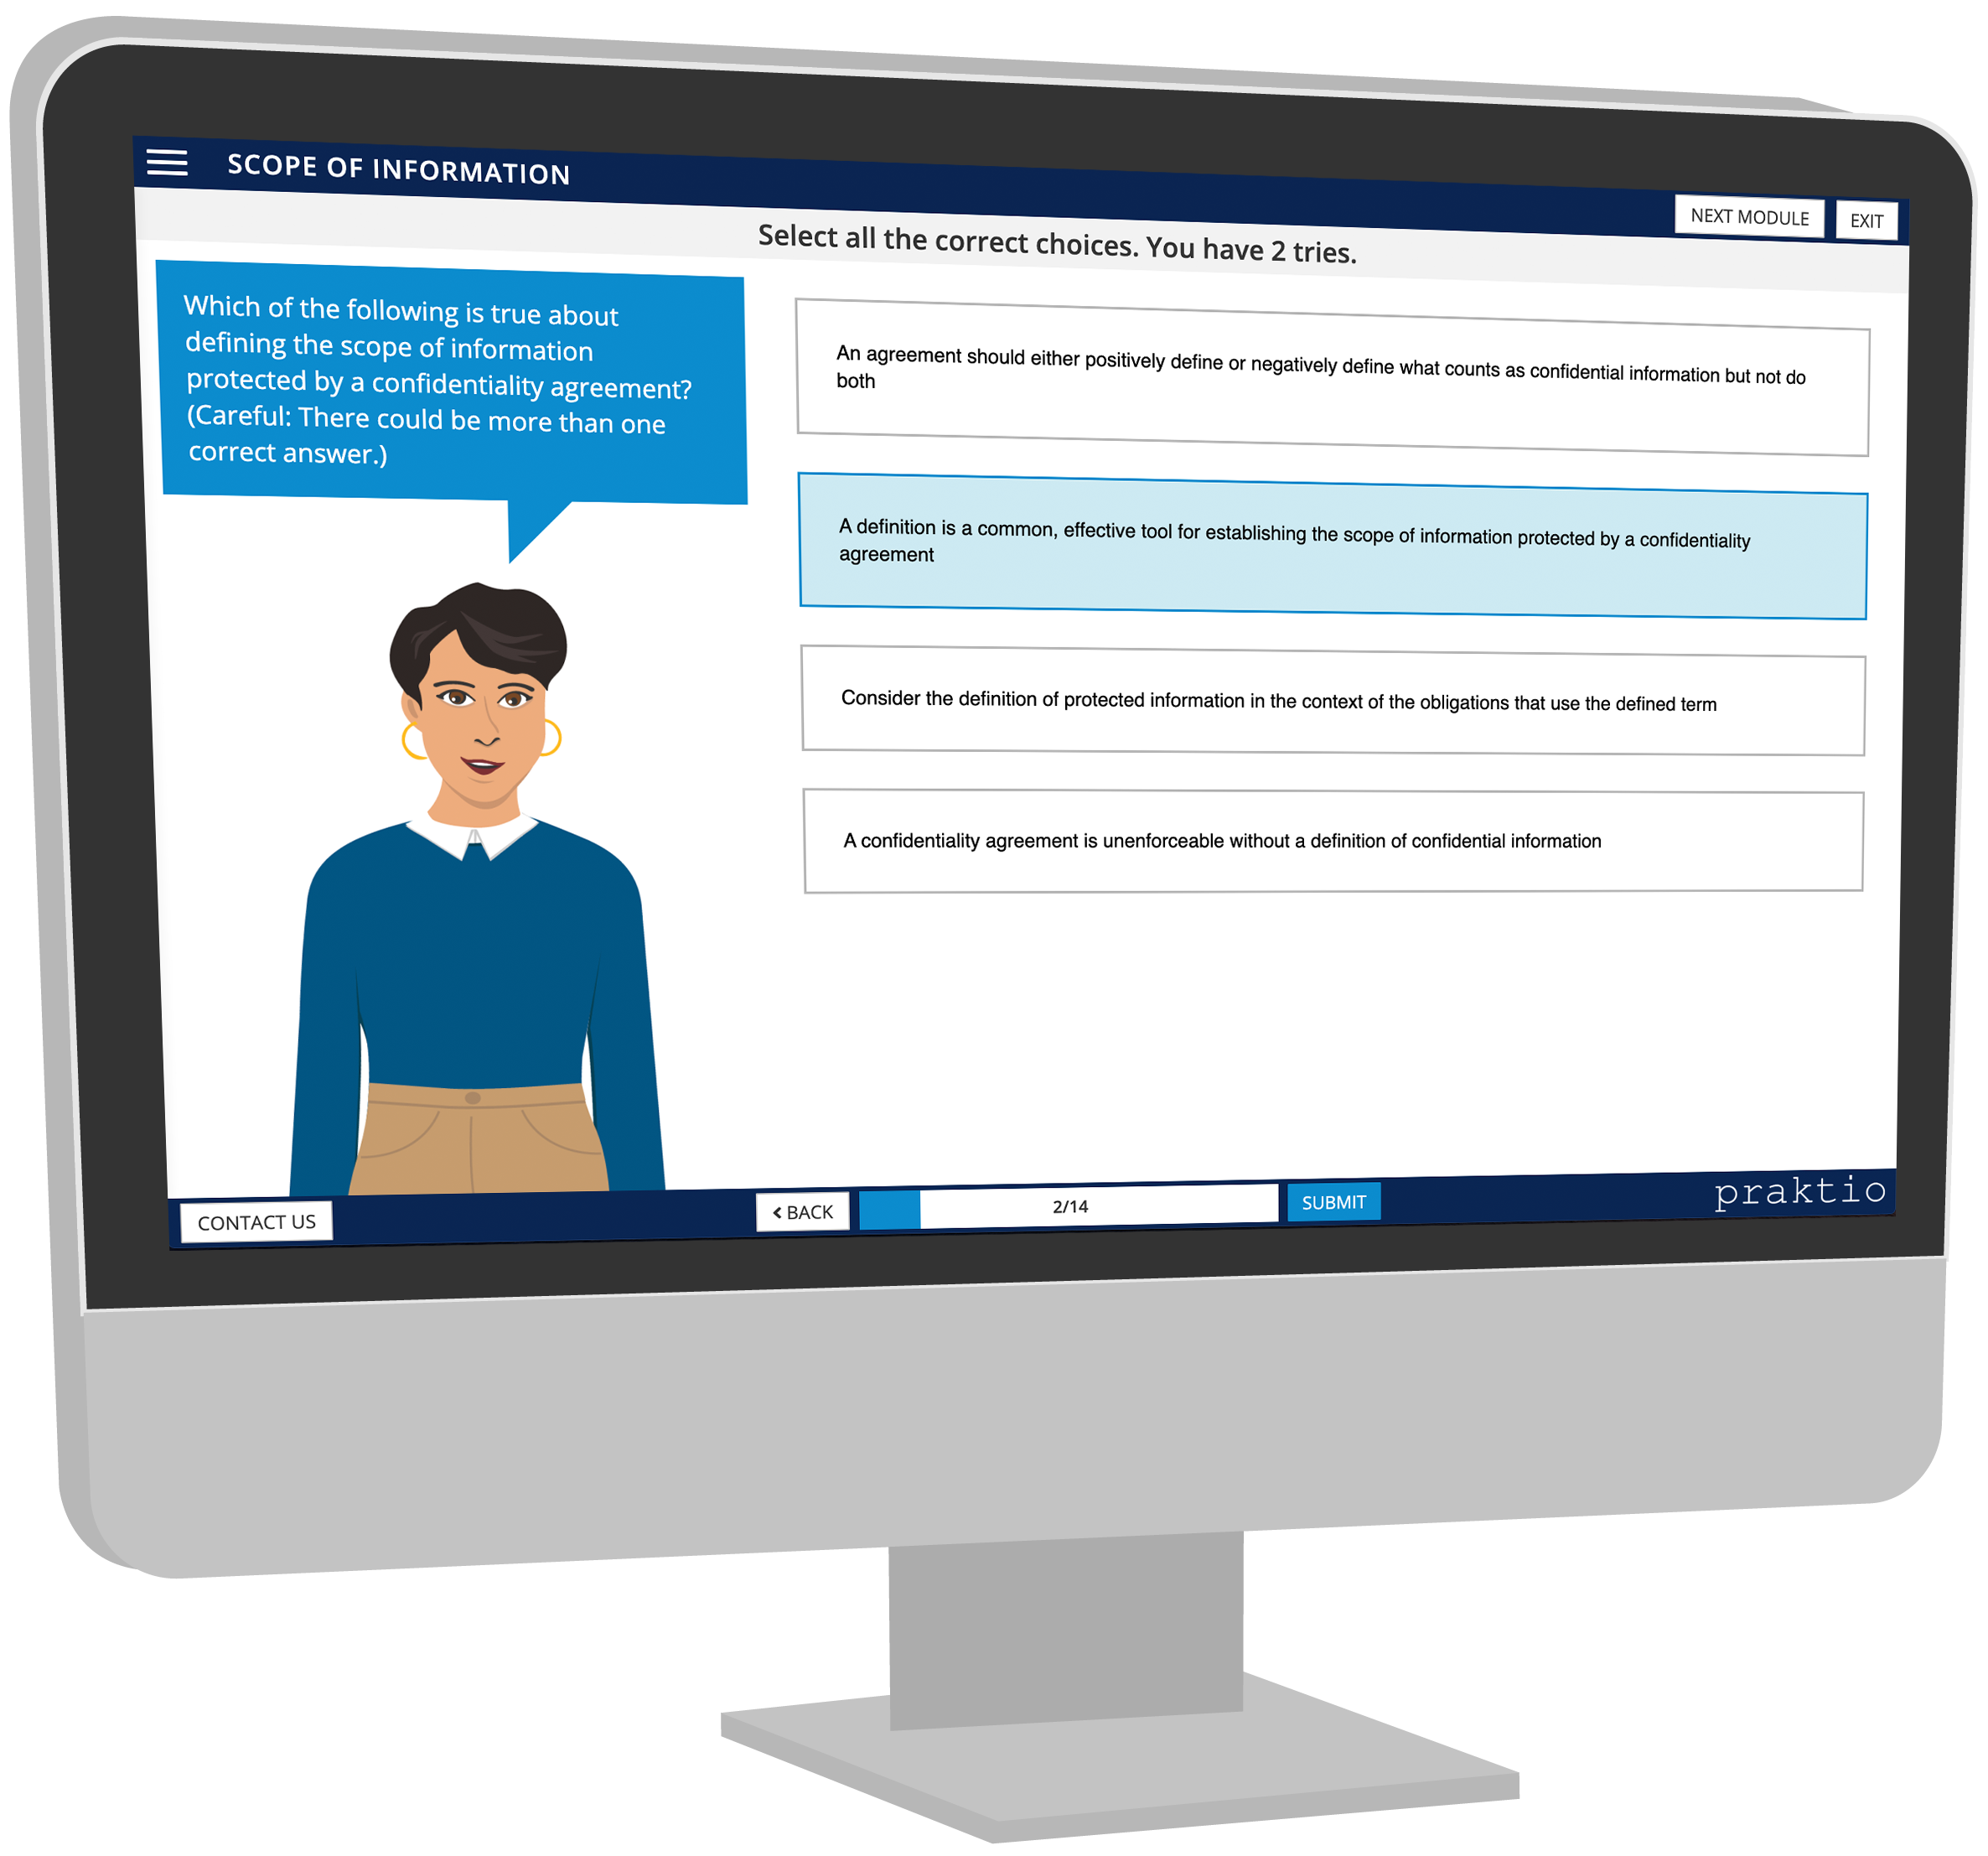 SCOPE OF INFORMATION
NEXT MODULE
EXIT
Select all the correct choices. You have 2 tries.
Which of the following is true about
defining the scope of information
protected by a confidentiality agreement?
(Careful: There could be more than one
correct answer.)
An agreement should either positively define or negatively define what counts as confidential information but not do
both
A definition is a common, effective tool for establishing the scope of information protected by a confidentiality
agreement
Consider the definition of protected information in the context of the obligations that use the defined term
A confidentiality agreement is unenforceable without a definition of confidential information
CONTACT US
< BACK
2/14
SUBMIT
praktio